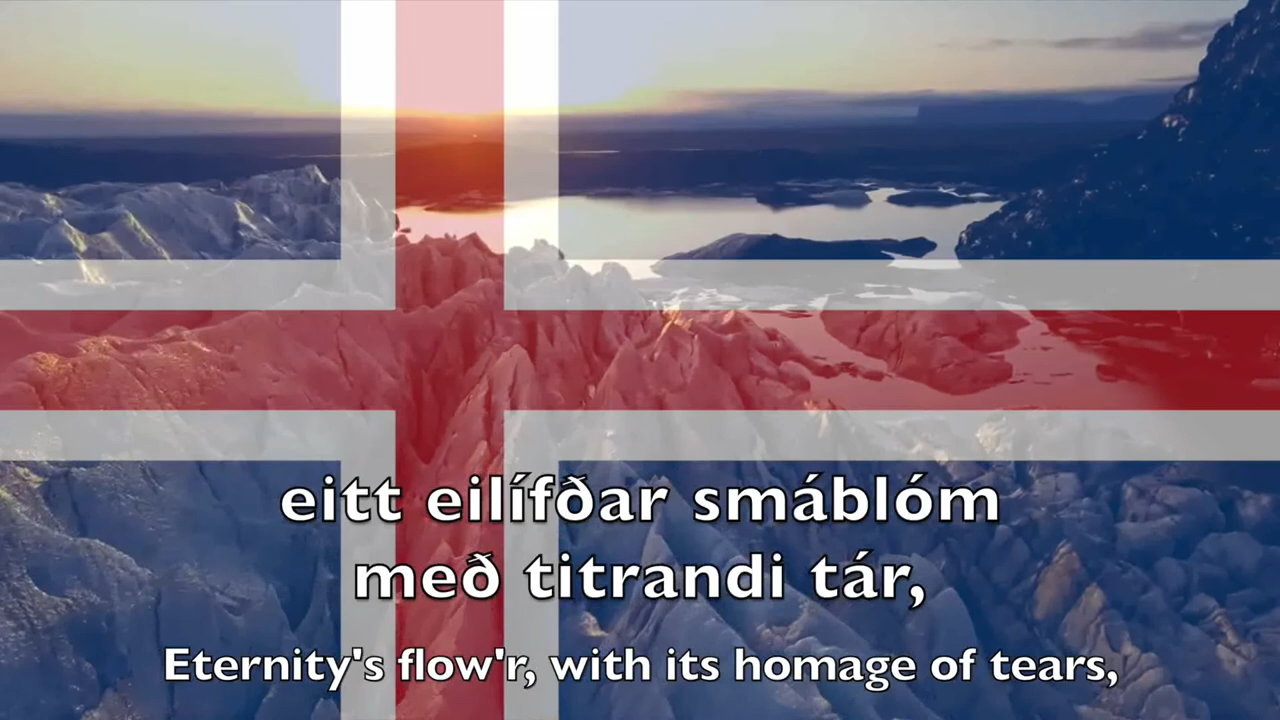 eitt eilífðar smáblóm
með titrandi tár,
Eternity's flow'r, with its homage of tears,